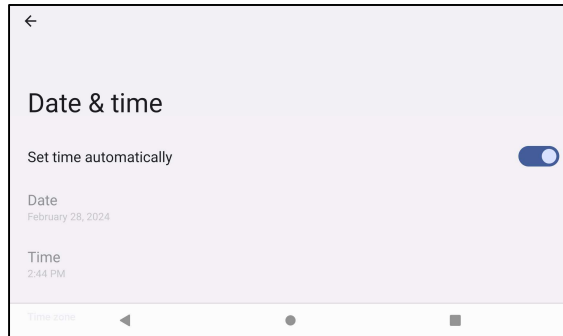 Date & time
Set time automatically
Date
February 28, 2024
Time
2:44 PM
Time zone